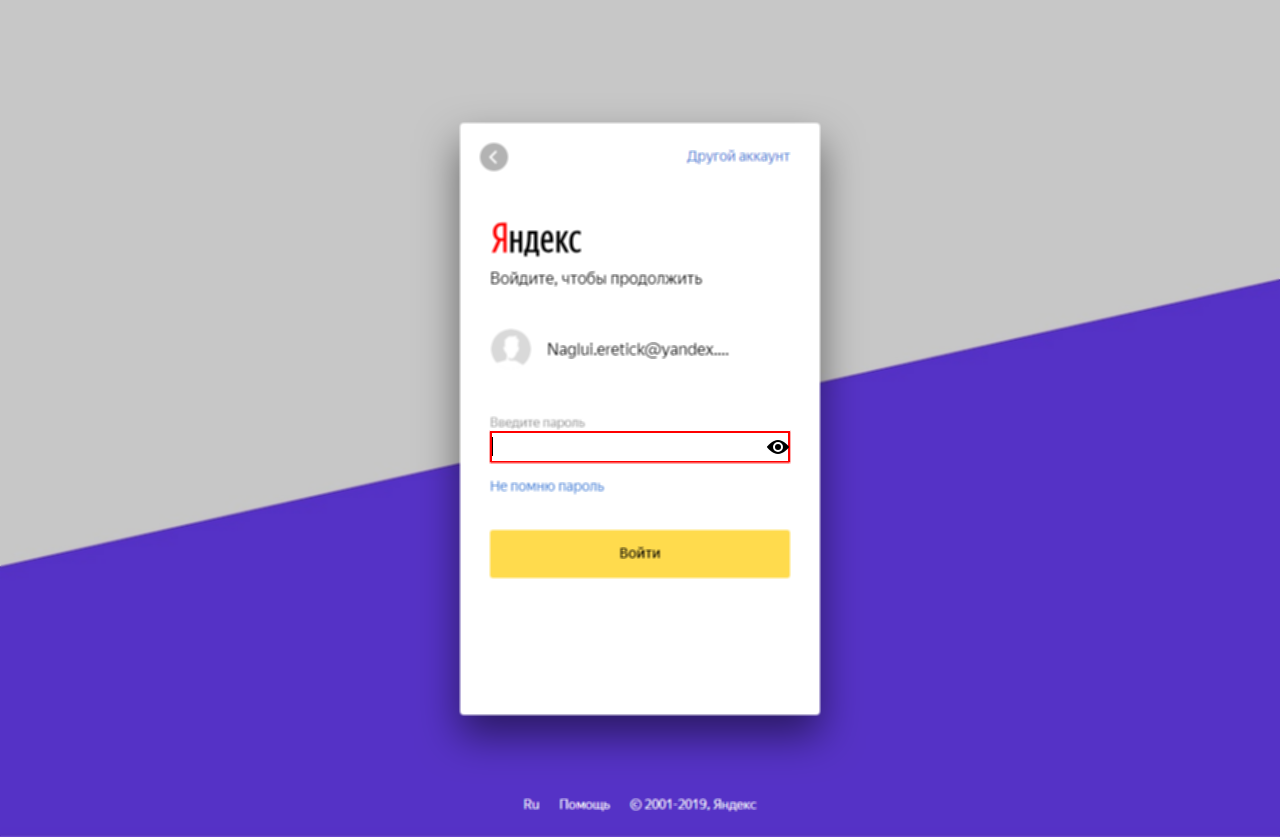 Другой аккаунт
Яндекс
Войдите, чтобы продолжить
Naglui.eretick@yandex....
Введите пароль
Не помню пароль
Войти
Ru Помощь © 2001-2019, Яндекс